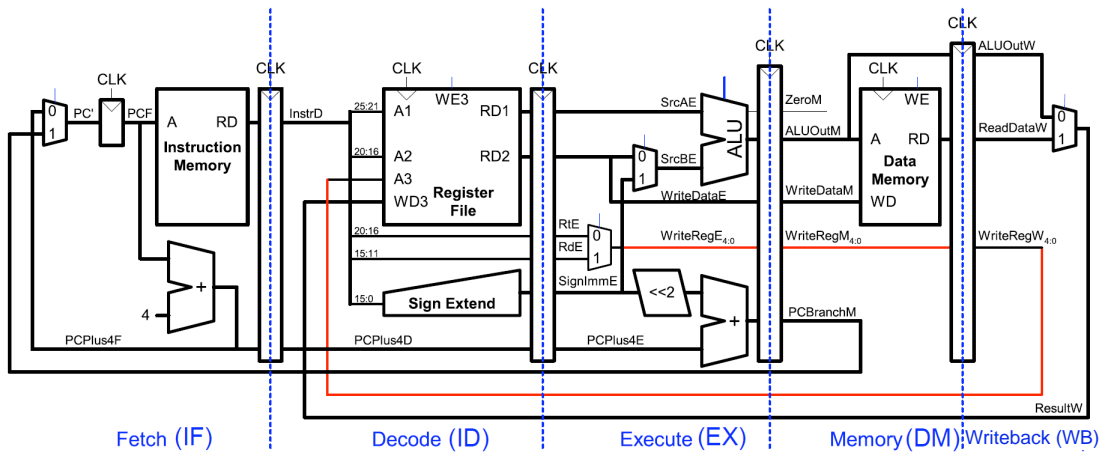 CLK
CLK
CLK
CLK
CLK
CLK
CLK
CLK
ALUOutW
0
1
PC'
PCF
A RD
Instruction
Memory
InstrD
25:21
A1
WE3
RD1
20:16
A2
RD2
A3
WD3
Register
File
SrcAE
0
1
SrcBE
ALU
ZeroM
ALUOutM
WE
A RD
Data
Memory
WD
ReadDataW
0
1
WriteDataE
WriteDataM
20:16
RtE
0
1
15:11
RdE
WriteRegE4:0
WriteRegM4:0
WriteRegW4:0
SignImmE
15:0
Sign Extend
<<2
+
4
+
PCBranchM
PCPlus4F
PCPlus4D
PCPlus4E
ResultW
Fetch (IF)
Decode (ID)
Execute (EX)
Memory (DM)
Writeback (WB)